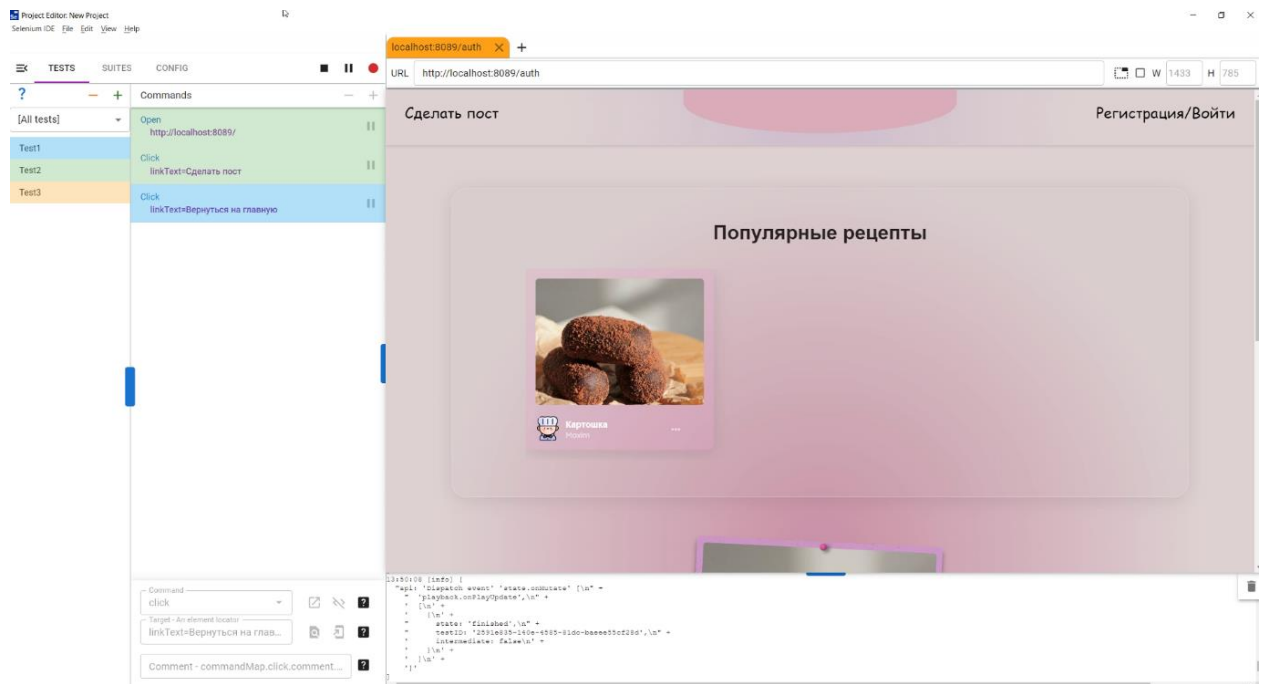 Project Editor: New Project
Selenium IDE File Edit View Help
localhost:8089/auth
TESTS SUITES CONFIG
URL http://localhost:8089/auth
W 1433 H 785
? − + Commands − +
[All tests]
Test1
Test2
Test3
Open
http://localhost:8089/
Click
linkText=Сделать пост
Click
linkText=Вернуться на главную
Сделать пост
Регистрация/Войти
Популярные рецепты
Картошка
Maxim
...
Command
click
Target - An element locator
linkText=Вернуться на глав...
Comment - commandMap.click.comment....
13:50:08 [info] [
"api: 'Dispatch event' 'state.onMutate' [\n" +
" 'playback.onPlayUpdate',\n" +
' [\n' +
' {\n' +
" state: 'finished',\n" +
' intermediate: false\n' +
' }\n' +
' ]\n' +
']'
]